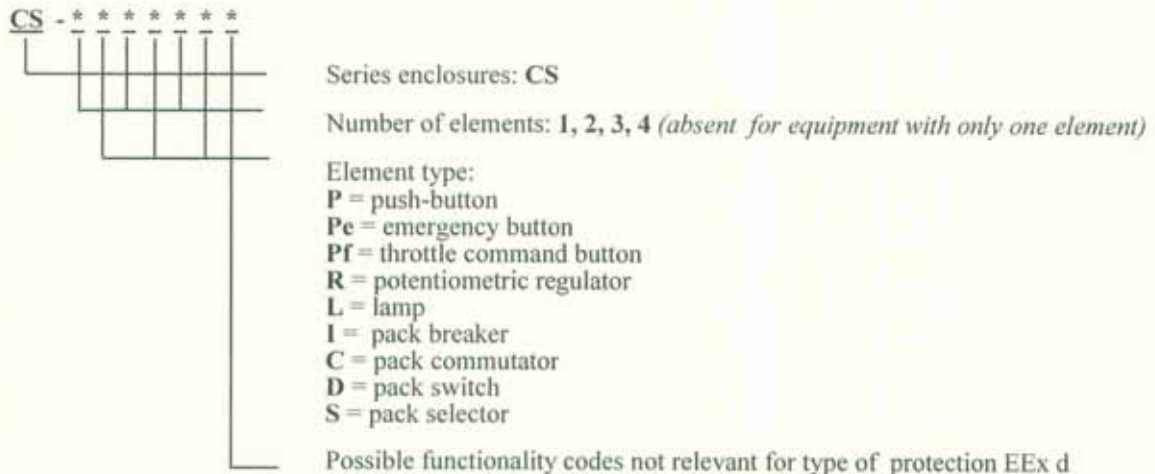 CS - * * * * * * *
Series enclosures: CS
Number of elements: 1, 2, 3, 4 (absent for equipment with only one element)
Element type:
P = push-button
Pe = emergency button
Pf = throttle command button
R = potentiometric regulator
L = lamp
I = pack breaker
C = pack commutator
D = pack switch
S = pack selector
Possible functionality codes not relevant for type of protection EEx d